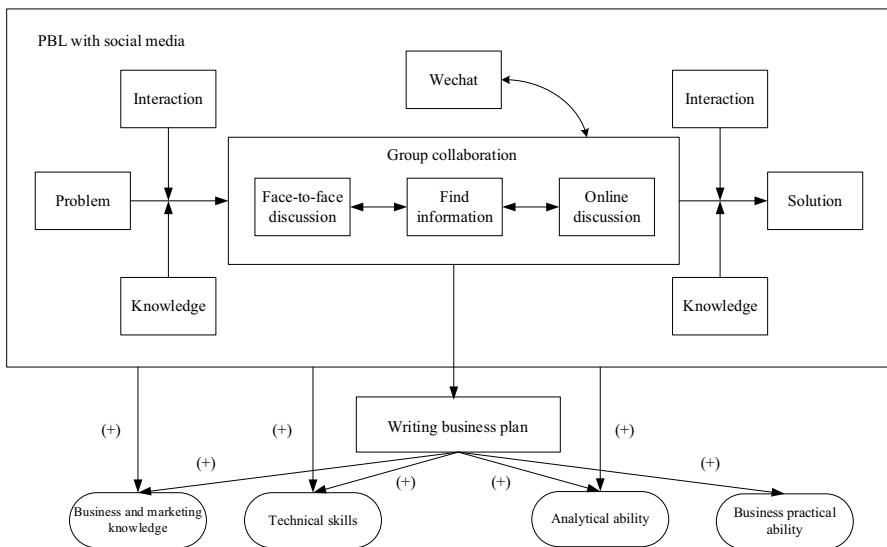 PBL with social media
Wechat
Interaction
Interaction
Group collaboration
Problem
Face-to-face
discussion
Find
information
Online
discussion
Solution
Knowledge
Knowledge
Writing business plan
(+)
(+)
(+)
(+)
(+)
(+)
(+)
Business and marketing
knowledge
Technical skills
Analytical ability
Business practical
ability